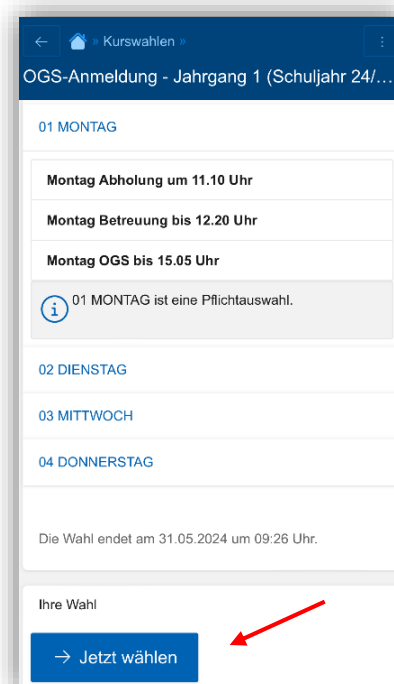 » Kurswahlen »
OGS-Anmeldung - Jahrgang 1 (Schuljahr 24/...
01 MONTAG
Montag Abholung um 11.10 Uhr
Montag Betreuung bis 12.20 Uhr
Montag OGS bis 15.05 Uhr
01 MONTAG ist eine Pflichtauswahl.
02 DIENSTAG
03 MITTWOCH
04 DONNERSTAG
Die Wahl endet am 31.05.2024 um 09:26 Uhr.
Ihre Wahl
→ Jetzt wählen